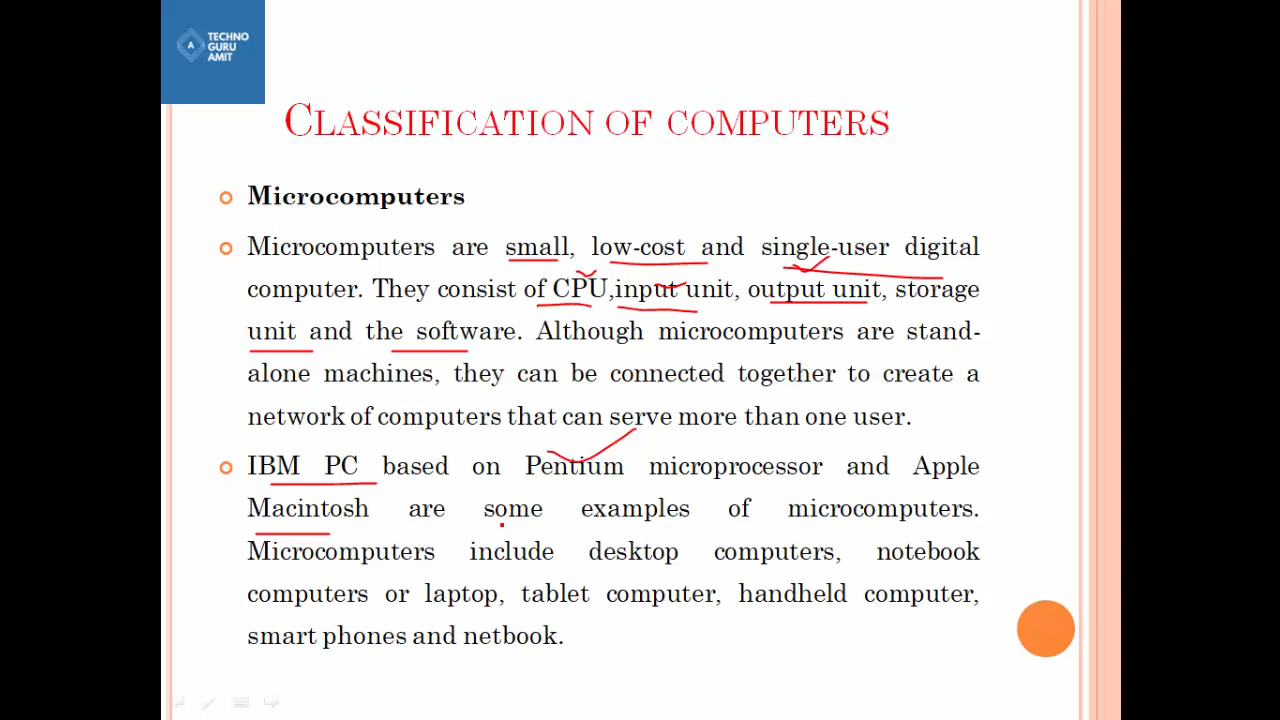 TECHNO
GURU
AMIT
CLASSIFICATION OF COMPUTERS
Microcomputers
Microcomputers are small, low-cost and single-user digital
computer. They consist of CPU,input unit, output unit, storage
unit and the software. Although microcomputers are stand-
alone machines, they can be connected together to create a
network of computers that can serve more than one user.
IBM PC based on Pentium microprocessor and Apple
Macintosh are some examples of microcomputers.
Microcomputers include desktop computers, notebook
computers or laptop, tablet computer, handheld computer,
smart phones and netbook.